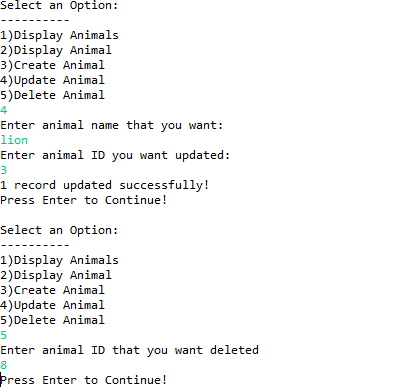 Select an Option:
----------
1)Display Animals
2)Display Animal
3)Create Animal
4)Update Animal
5)Delete Animal
4
Enter animal name that you want:
lion
Enter animal ID you want updated:
3
1 record updated successfully!
Press Enter to Continue!

Select an Option:
----------
1)Display Animals
2)Display Animal
3)Create Animal
4)Update Animal
5)Delete Animal
5
Enter animal ID that you want deleted
8
Press Enter to Continue!